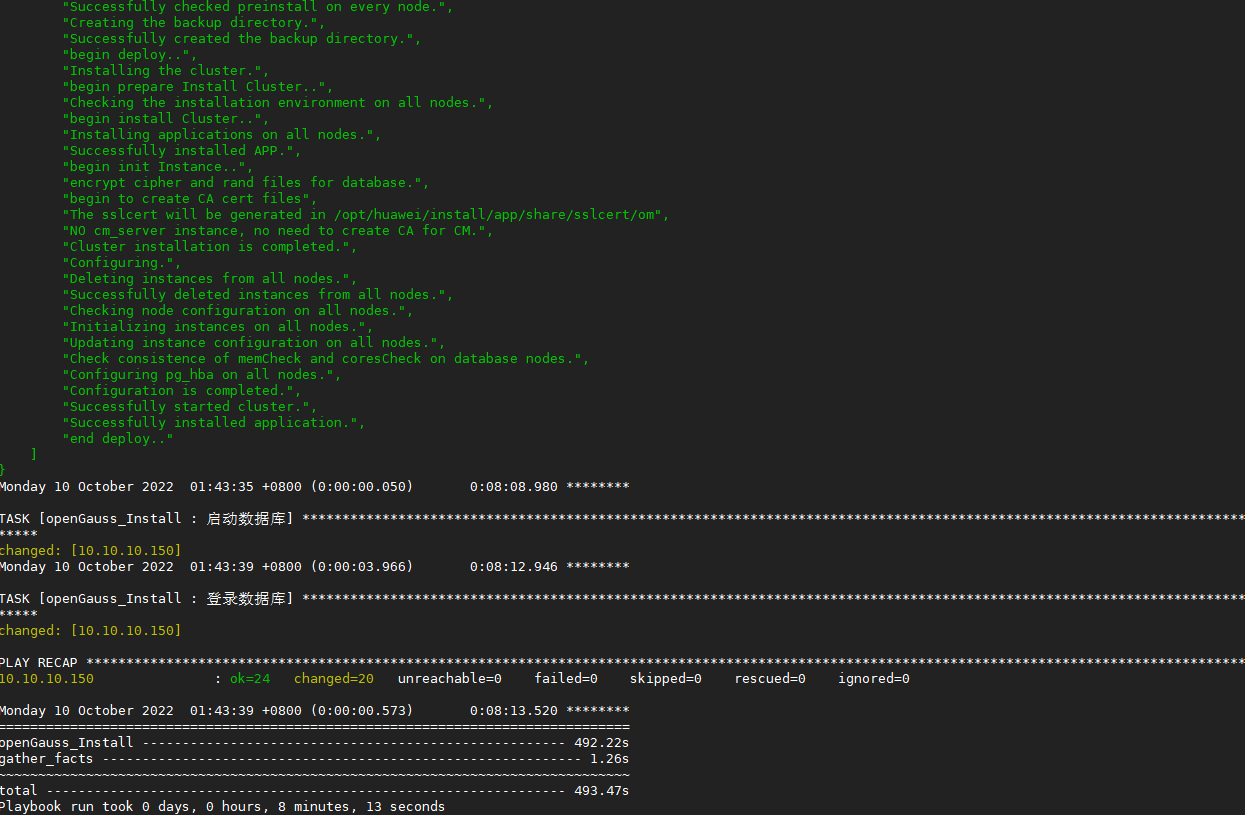 "Successfully checked preinstall on every node.",
"Creating the backup directory.",
"Successfully created the backup directory.",
"begin deploy..",
"Installing the cluster.",
"begin prepare Install Cluster..",
"Checking the installation environment on all nodes.",
"begin install Cluster..",
"Installing applications on all nodes.",
"Successfully installed APP.",
"begin init Instance..",
"encrypt cipher and rand files for database.",
"begin to create CA cert files",
"The sslcert will be generated in /opt/huawei/install/app/share/sslcert/om",
"NO cm_server instance, no need to create CA for CM.",
"Cluster installation is completed.",
"Configuring.",
"Deleting instances from all nodes.",
"Successfully deleted instances from all nodes.",
"Checking node configuration on all nodes.",
"Initializing instances on all nodes.",
"Updating instance configuration on all nodes.",
"Check consistence of memCheck and coresCheck on database nodes.",
"Configuring pg_hba on all nodes.",
"Configuration is completed.",
"Successfully started cluster.",
"Successfully installed application.",
"end deploy.."
]
}
Monday 10 October 2022  01:43:35 +0800 (0:00:00.050)       0:08:08.980 ********
TASK [openGauss_Install : 启动数据库] **********************************************************************************************************************
*****
changed: [10.10.10.150]
Monday 10 October 2022  01:43:39 +0800 (0:00:03.966)       0:08:12.946 ********
TASK [openGauss_Install : 登录数据库] **********************************************************************************************************************
*****
changed: [10.10.10.150]
PLAY RECAP *************************************************************************************************************************************************
10.10.10.150               : ok=24   changed=20   unreachable=0    failed=0    skipped=0    rescued=0    ignored=0
Monday 10 October 2022  01:43:39 +0800 (0:00:00.573)       0:08:13.520 ********
===============================================================================
openGauss_Install ----------------------------------------------------- 492.22s
gather_facts ------------------------------------------------------------ 1.26s
~~~~~~~~~~~~~~~~~~~~~~~~~~~~~~~~~~~~~~~~~~~~~~~~~~~~~~~~~~~~~~~~~~~~~~~~~~~~~~~
total ----------------------------------------------------------------- 493.47s
Playbook run took 0 days, 0 hours, 8 minutes, 13 seconds